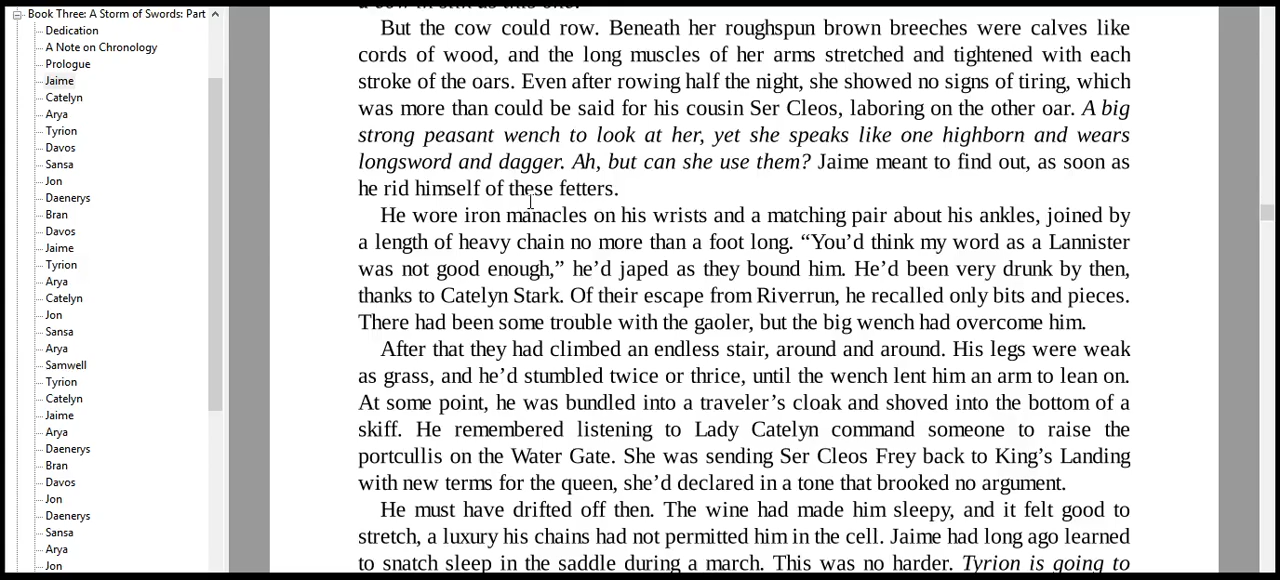 Book Three: A Storm of Swords: Part
Dedication
A Note on Chronology
Prologue
Jaime
Catelyn
Arya
Tyrion
Davos
Sansa
Jon
Daenerys
Bran
Davos
Jaime
Tyrion
Arya
Catelyn
Jon
Sansa
Arya
Samwell
Tyrion
Catelyn
Jaime
Arya
Daenerys
Bran
Davos
Jon
Daenerys
Sansa
Arya
Jon
But the cow could row. Beneath her roughspun brown breeches were calves like
cords of wood, and the long muscles of her arms stretched and tightened with each
stroke of the oars. Even after rowing half the night, she showed no signs of tiring, which
was more than could be said for his cousin Ser Cleos, laboring on the other oar. A big
strong peasant wench to look at her, yet she speaks like one highborn and wears
longsword and dagger. Ah, but can she use them? Jaime meant to find out, as soon as
he rid himself of these fetters.
He wore iron manacles on his wrists and a matching pair about his ankles, joined by
a length of heavy chain no more than a foot long. “You’d think my word as a Lannister
was not good enough,” he’d japed as they bound him. He’d been very drunk by then,
thanks to Catelyn Stark. Of their escape from Riverrun, he recalled only bits and pieces.
There had been some trouble with the gaoler, but the big wench had overcome him.
After that they had climbed an endless stair, around and around. His legs were weak
as grass, and he’d stumbled twice or thrice, until the wench lent him an arm to lean on.
At some point, he was bundled into a traveler’s cloak and shoved into the bottom of a
skiff. He remembered listening to Lady Catelyn command someone to raise the
portcullis on the Water Gate. She was sending Ser Cleos Frey back to King’s Landing
with new terms for the queen, she’d declared in a tone that brooked no argument.
He must have drifted off then. The wine had made him sleepy, and it felt good to
stretch, a luxury his chains had not permitted him in the cell. Jaime had long ago learned
to snatch sleep in the saddle during a march. This was no harder. Tyrion is going to